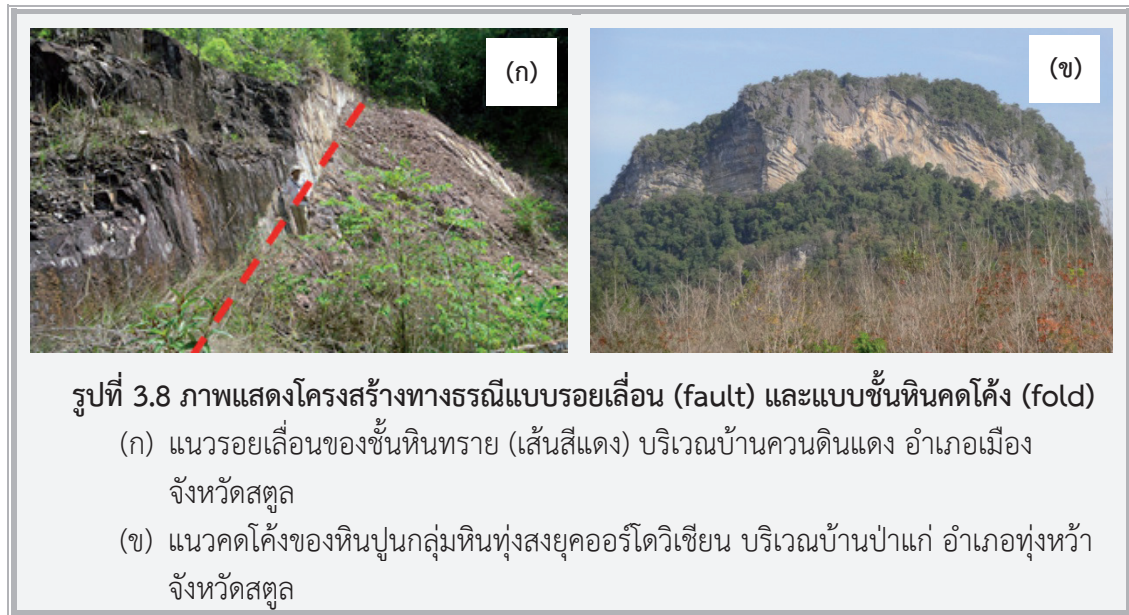 (ก)
(ข)
รูปที่ 3.8 ภาพแสดงโครงสร้างทางธรณีแบบรอยเลื่อน (fault) และแบบชั้นหินคดโค้ง (fold)
(ก) แนวรอยเลื่อนของชั้นหินทราย (เส้นสีแดง) บริเวณบ้านควนดินแดง อำเภอเมือง
จังหวัดสตูล
(ข) แนวคดโค้งของหินปูนกลุ่มหินทุ่งสงยุคออร์โดวิเชียน บริเวณบ้านป่าแก่ อำเภอทุ่งหว้า
จังหวัดสตูล